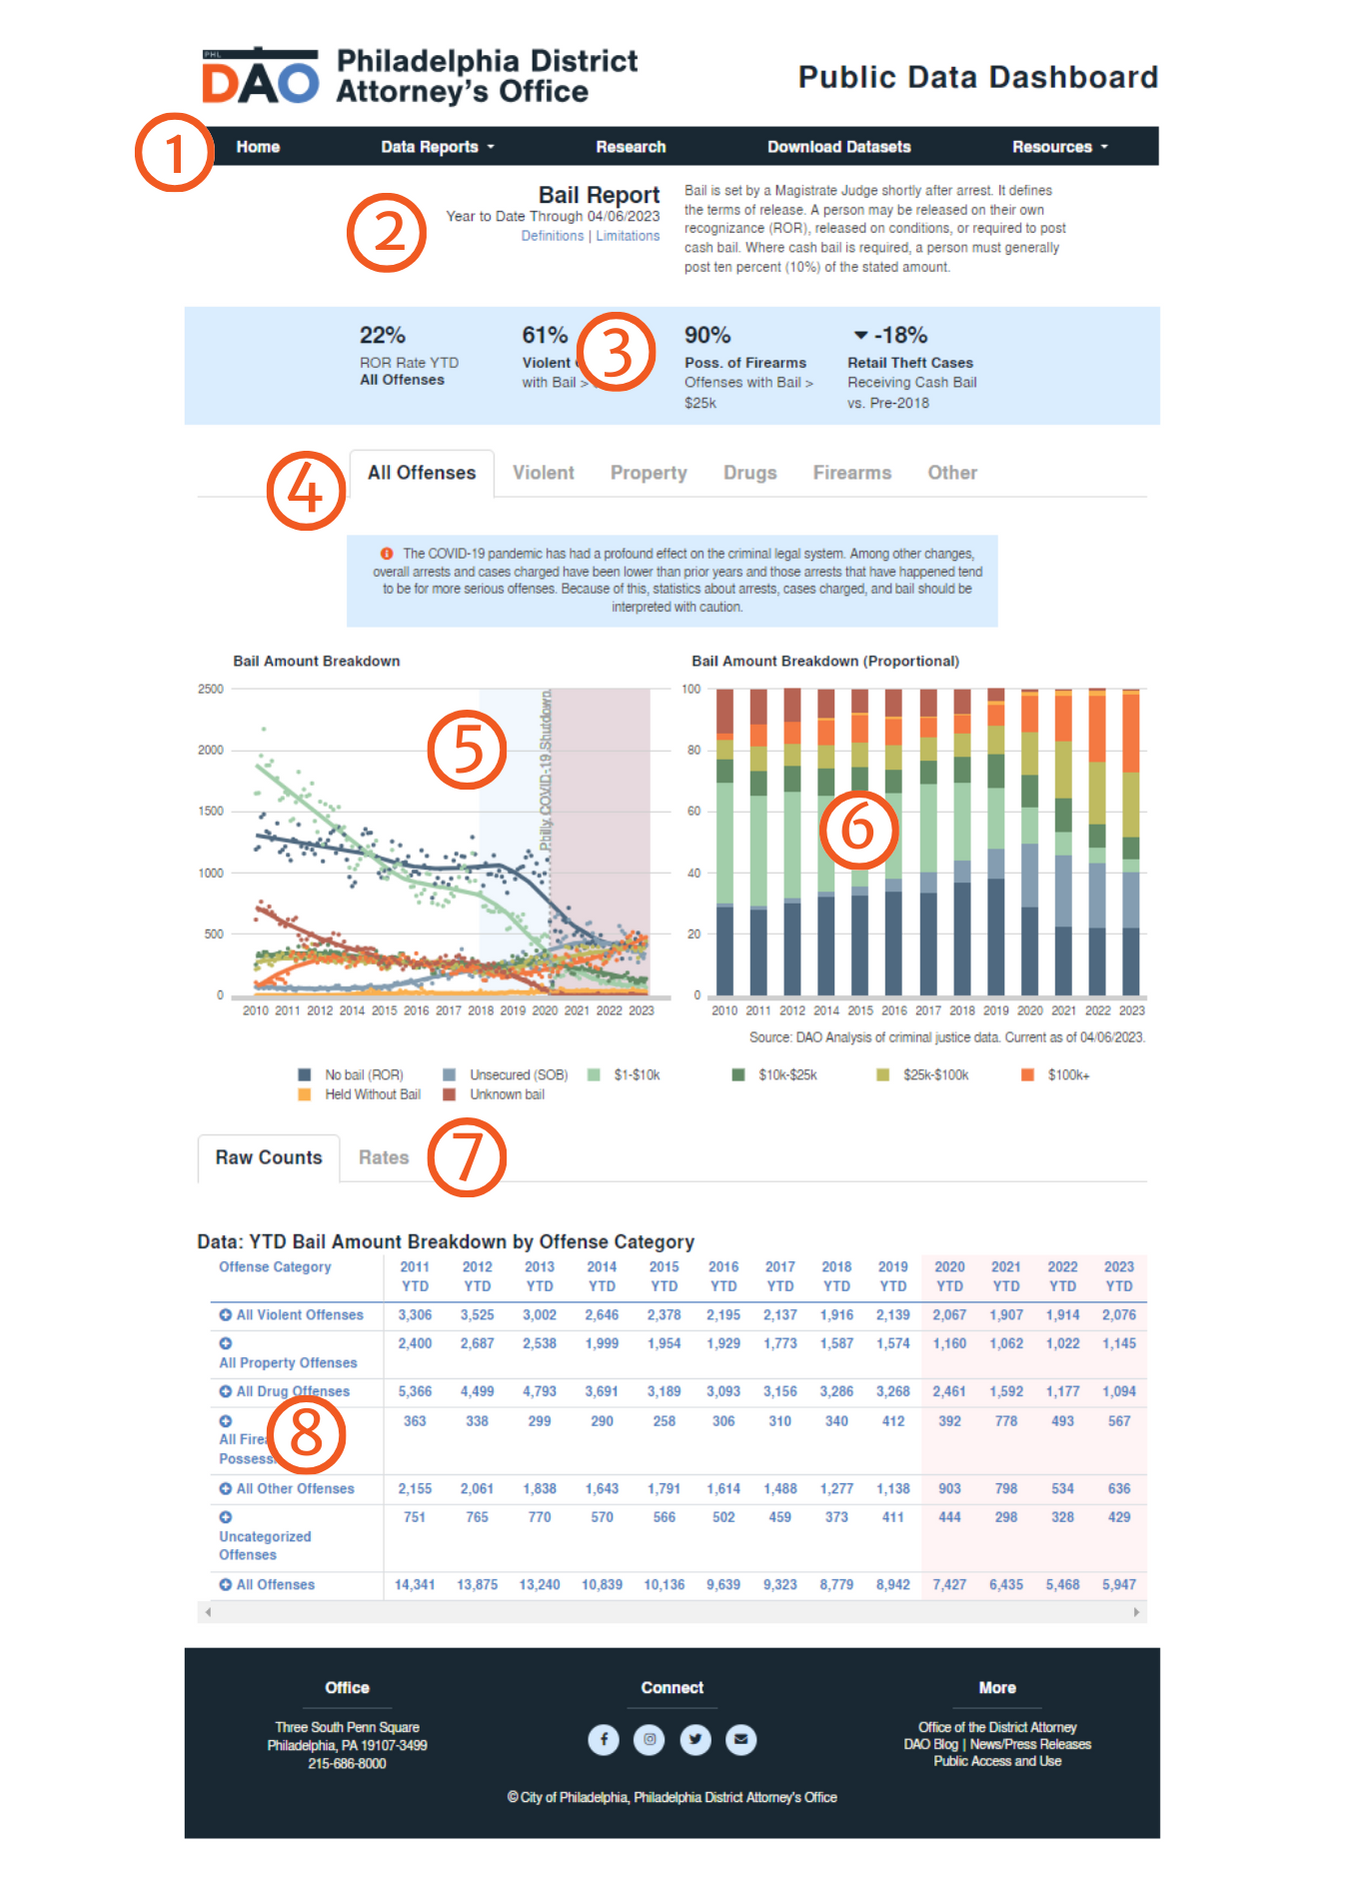 PHL
DAO
Philadelphia District
Attorney's Office
Public Data Dashboard
1
Home Data Reports Research Download Datasets Resources
2
Bail Report
Year to Date Through 04/06/2023
Definitions | Limitations
Bail is set by a Magistrate Judge shortly after arrest. It defines
the terms of release. A person may be released on their own
recognizance (ROR), released on conditions, or required to post
cash bail. Where cash bail is required, a person must generally
post ten percent (10%) of the stated amount.
22%
ROR Rate YTD
All Offenses
61%
Violent
with Bail >
3
90%
Poss. of Firearms
Offenses with Bail >
$25k
-18%
Retail Theft Cases
Receiving Cash Bail
vs. Pre-2018
4
All Offenses Violent Property Drugs Firearms Other
The COVID-19 pandemic has had a profound effect on the criminal legal system. Among other changes,
overall arrests and cases charged have been lower than prior years and those arrests that have happened tend
to be for more serious offenses. Because of this, statistics about arrests, cases charged, and bail should be
interpreted with caution.
Bail Amount Breakdown
2500
2000
1500
1000
500
0
Philly COVID-19 Shutdown
5
2010 2011 2012 2014 2015 2016 2017 2018 2019 2020 2021 2022 2023
Bail Amount Breakdown (Proportional)
100
80
60
40
20
0
6
2010 2011 2012 2014 2015 2016 2017 2018 2019 2020 2021 2022 2023
Source: DAO Analysis of criminal justice data. Current as of 04/06/2023.
No bail (ROR) Unsecured (SOB) $1-$10k $10k-$25k $25k-$100k $100k+
Held Without Bail Unknown bail
Raw Counts Rates
7
Data: YTD Bail Amount Breakdown by Offense Category
Offense Category 2011 2012 2013 2014 2015 2016 2017 2018 2019 2020 2021 2022 2023
YTD YTD YTD YTD YTD YTD YTD YTD YTD YTD YTD YTD YTD
All Violent Offenses 3,306 3,525 3,002 2,646 2,378 2,195 2,137 1,916 2,139 2,067 1,907 1,914 2,076
2,400 2,687 2,538 1,999 1,954 1,929 1,773 1,587 1,574 1,160 1,062 1,022 1,145
All Property Offenses
All Drug Offenses 5,366 4,499 4,793 3,691 3,189 3,093 3,156 3,286 3,268 2,461 1,592 1,177 1,094
363 338 299 290 258 306 310 340 412 392 778 493 567
All
8
All Other Offenses 2,155 2,061 1,838 1,643 1,791 1,614 1,488 1,277 1,138 903 798 534 636
751 765 770 570 566 502 459 373 411 444 298 328 429
Uncategorized
Offenses
All Offenses 14,341 13,875 13,240 10,839 10,136 9,639 9,323 8,779 8,942 7,427 6,435 5,468 5,947
Office
Three South Penn Square
Philadelphia, PA 19107-3499
215-686-8000
Connect
More
Office of the District Attorney
DAO Blog | News/Press Releases
Public Access and Use
© City of Philadelphia, Philadelphia District Attorney's Office